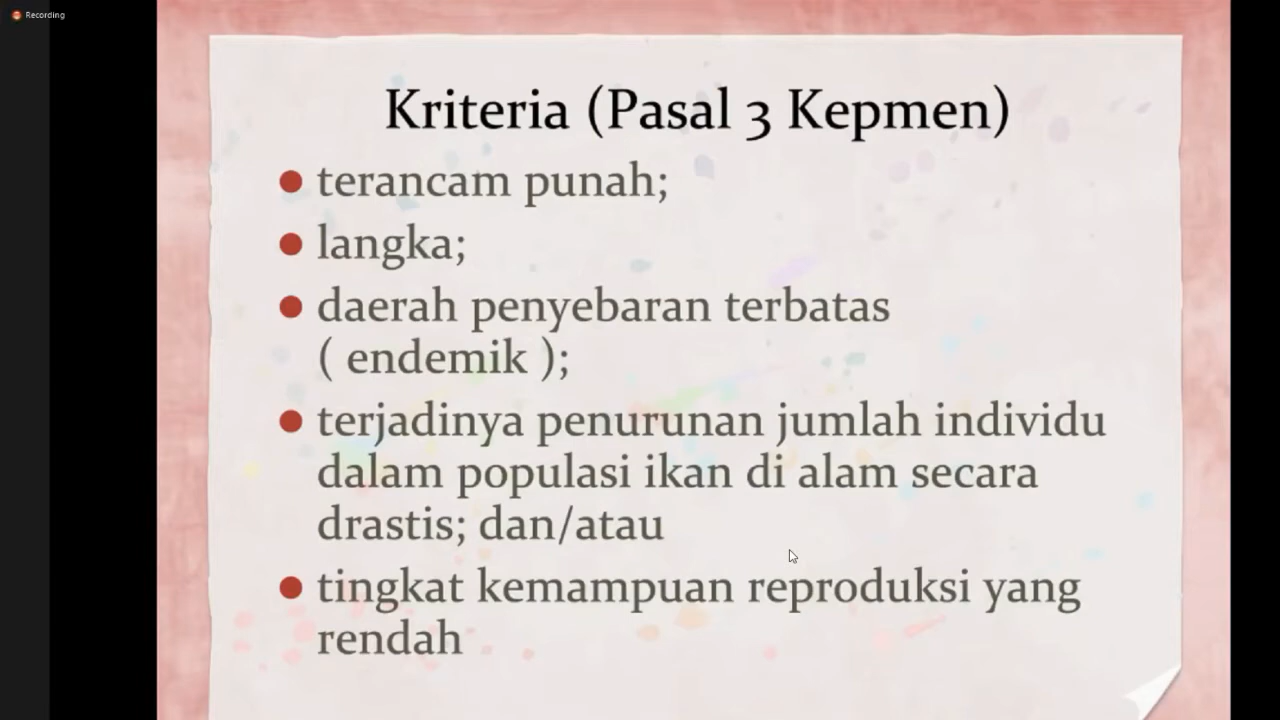 Recording
Kriteria (Pasal 3 Kepmen)
terancam punah;
langka;
daerah penyebaran terbatas
( endemik );
terjadinya penurunan jumlah individu
dalam populasi ikan di alam secara
drastis; dan/atau
tingkat kemampuan reproduksi yang
rendah